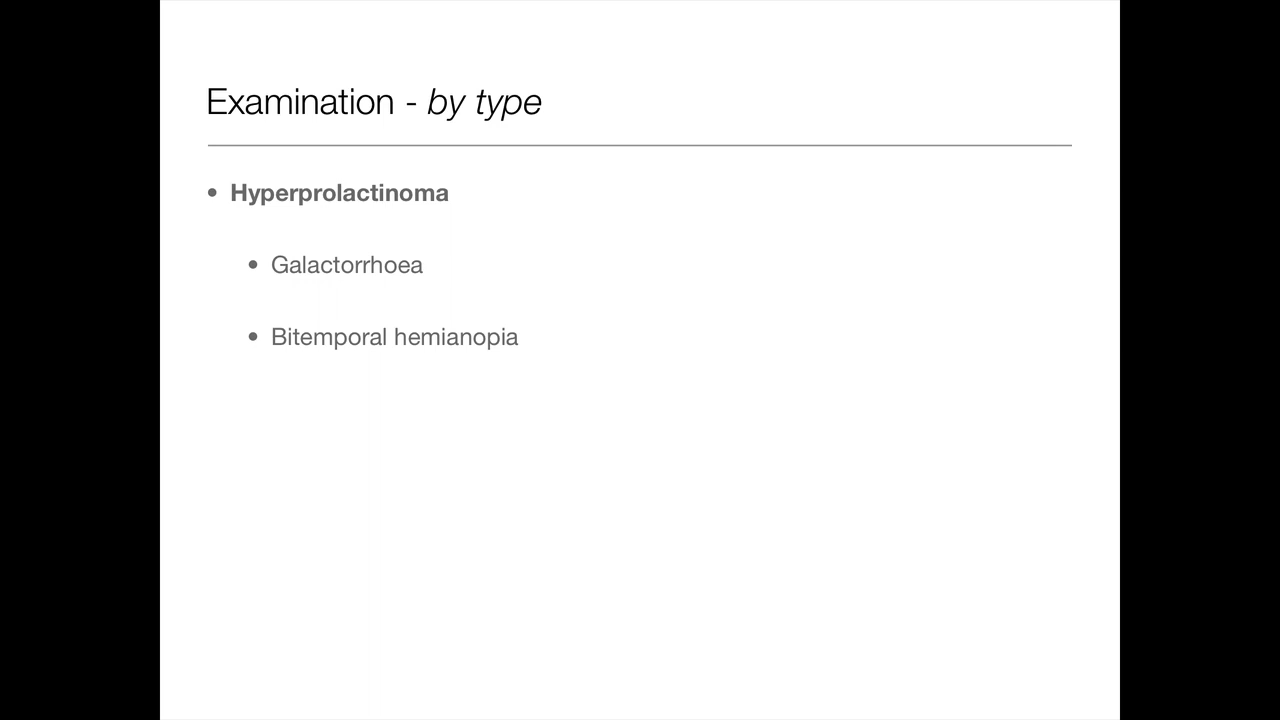 Examination - by type
• Hyperprolactinoma
• Galactorrhoea
• Bitemporal hemianopia